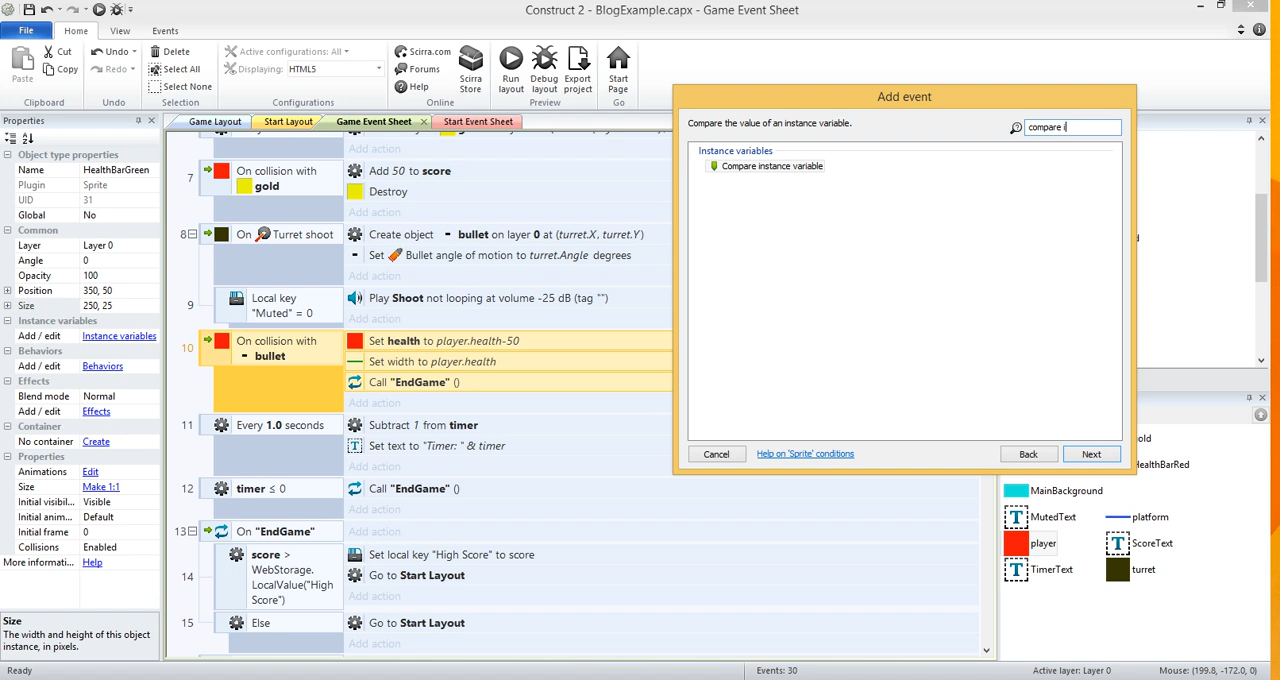 Construct 2 - BlogExample.capx - Game Event Sheet
File
Home
View
Events
Paste
Cut
Copy
Clipboard
Undo
Redo
Undo
Delete
Select All
Select None
Selection
Active configurations: All
Displaying: HTML5
Configurations
Scirra.com
Forums
Help
Scirra Store
Online
Run layout
Debug layout
Export project
Preview
Start Page
Go
Properties
Game Layout
Start Layout
Game Event Sheet
Start Event Sheet
Object type properties
Name HealthBarGreen
Plugin Sprite
UID 31
Global No
Common
Layer Layer 0
Angle 0
Opacity 100
Position 350, 50
Size 250, 25
Instance variables
Add / edit Instance variables
Behaviors
Add / edit Behaviors
Effects
Blend mode Normal
Add / edit Effects
Container
No container Create
Properties
Animations Edit
Size Make 1:1
Initial visibil... Visible
Initial anim... Default
Initial frame 0
Collisions Enabled
More informati... Help
Size
The width and height of this object
instance, in pixels.
Add action
7 On collision with gold
Add 50 to score
Destroy
Add action
8 On Turret shoot
Create object bullet on layer 0 at (turret.X, turret.Y)
Set Bullet angle of motion to turret.Angle degrees
Add action
9 Local key "Muted" = 0
Play Shoot not looping at volume -25 dB (tag "")
Add action
10 On collision with bullet
Set health to player.health-50
Set width to player.health
Call "EndGame" ()
Add action
11 Every 1.0 seconds
Subtract 1 from timer
Set text to "Timer: " & timer
Add action
12 timer ≤ 0
Call "EndGame" ()
Add action
13 On "EndGame"
Add action
14 score > WebStorage.LocalValue("High Score")
Set local key "High Score" to score
Go to Start Layout
Add action
15 Else
Go to Start Layout
Add action
Add event
Compare the value of an instance variable.
compare i
Instance variables
Compare instance variable
Cancel
Help on 'Sprite' conditions
Back
Next
HealthBarRed
MainBackground
MutedText
platform
player
ScoreText
TimerText
turret
Ready
Events: 30
Active layer: Layer 0
Mouse: (199.8, -172.0, 0)